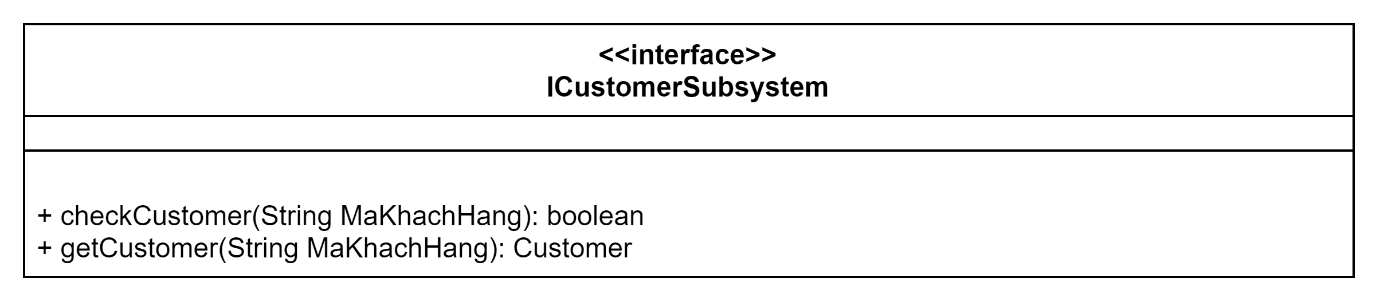 <<interface>>
ICustomerSubsystem
+ checkCustomer(String MaKhachHang): boolean
+ getCustomer(String MaKhachHang): Customer